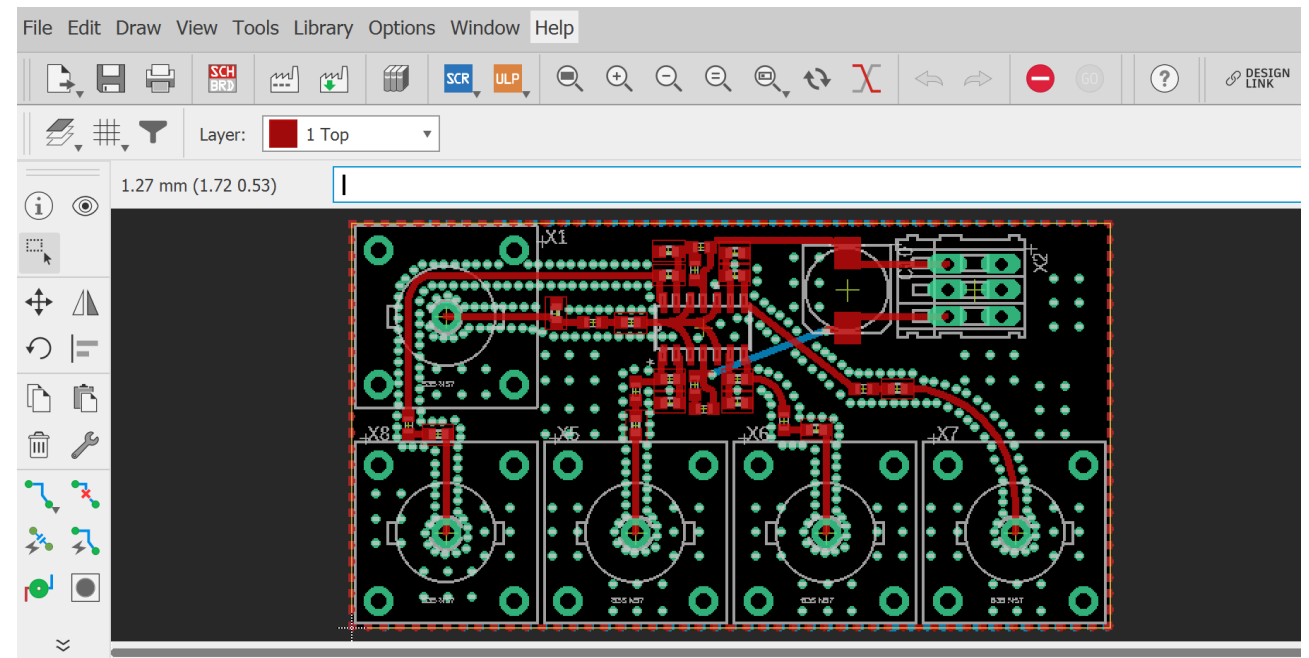 File Edit Draw View Tools Library Options Window Help
SCH
BRD
SCR
ULP
GO
?
DESIGN
LINK
Layer:
1 Top
i
1.27 mm (1.72 0.53)
X1
X2
X8
X5
X6
X7